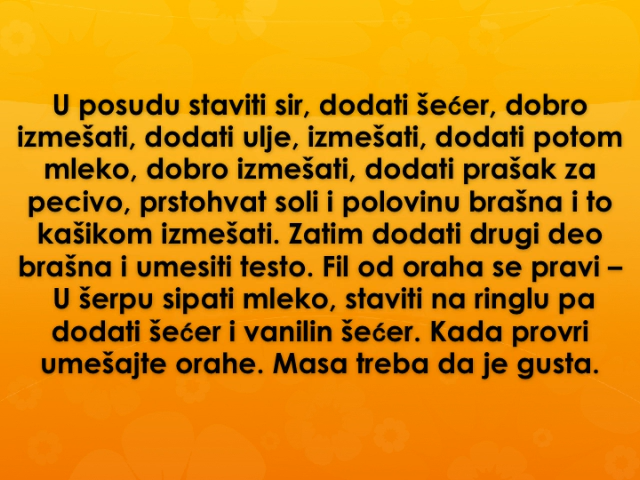 U posudu staviti sir, dodati šećer, dobro
izmešati, dodati ulje, izmešati, dodati potom
mleko, dobro izmešati, dodati prašak za
pecivo, prstohvat soli i polovinu brašna i to
kašikom izmešati. Zatim dodati drugi deo
brašna i umesiti testo. Fil od oraha se pravi –
U šerpu sipati mleko, staviti na ringlu pa
dodati šećer i vanilin šećer. Kada provri
umešajte orahe. Masa treba da je gusta.